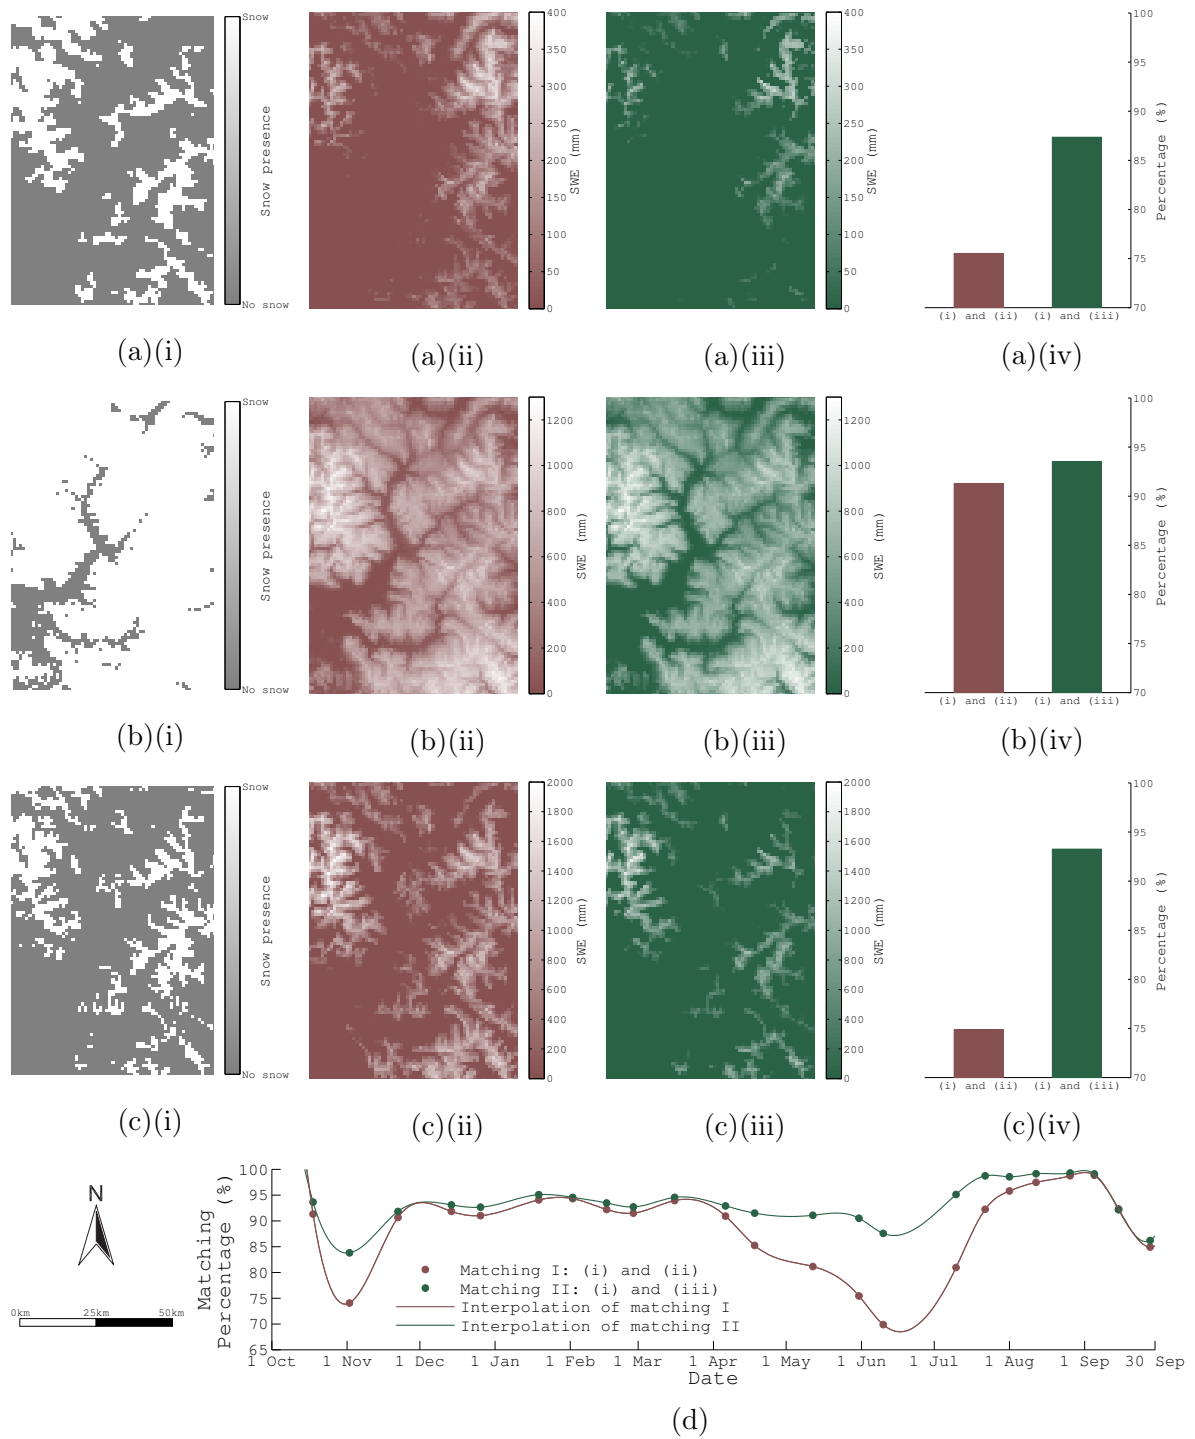 Snow
Snow presence
No snow
400
350
300
250
200
150
100
50
0
SWE (mm)
400
350
300
250
200
150
100
50
0
SWE (mm)
100
95
90
85
80
75
70
Percentage (%)
(i) and (ii) (i) and (iii)
(a)(i) (a)(ii) (a)(iii) (a)(iv)
Snow
Snow presence
No snow
1200
1000
800
600
400
200
0
SWE (mm)
1200
1000
800
600
400
200
0
SWE (mm)
100
95
90
85
80
75
70
Percentage (%)
(i) and (ii) (i) and (iii)
(b)(i) (b)(ii) (b)(iii) (b)(iv)
Snow
Snow presence
No snow
2000
1800
1600
1400
1200
1000
800
600
400
200
0
SWE (mm)
2000
1800
1600
1400
1200
1000
800
600
400
200
0
SWE (mm)
100
95
90
85
80
75
70
Percentage (%)
(i) and (ii) (i) and (iii)
(c)(i) (c)(ii) (c)(iii) (c)(iv)
N
0km 25km 50km
Matching
Percentage (%)
100
95
90
85
80
75
70
65
Matching I: (i) and (ii)
Matching II: (i) and (iii)
Interpolation of matching I
Interpolation of matching II
1 Oct 1 Nov 1 Dec 1 Jan 1 Feb 1 Mar 1 Apr 1 May 1 Jun 1 Jul 1 Aug 1 Sep 30 Sep
Date
(d)